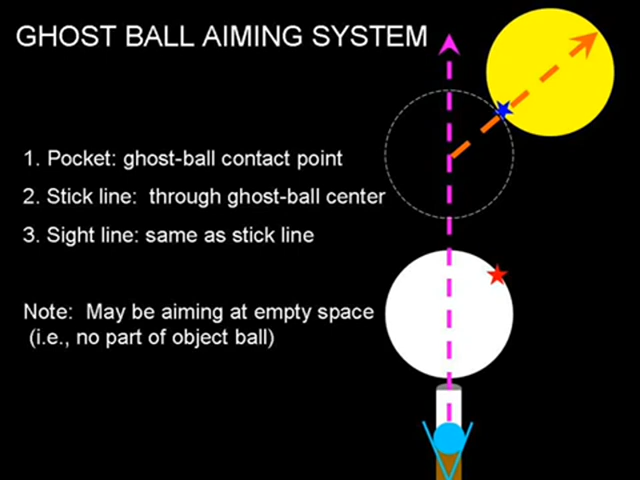 GHOST BALL AIMING SYSTEM
1. Pocket: ghost-ball contact point
2. Stick line:  through ghost-ball center
3. Sight line: same as stick line
Note:  May be aiming at empty space
(i.e., no part of object ball)